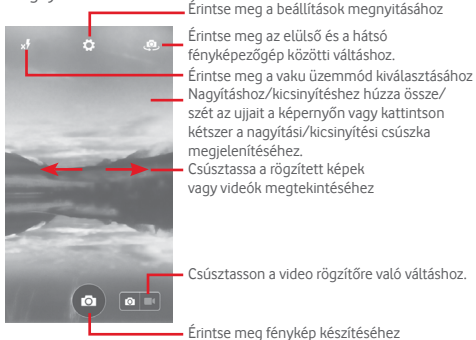 Érintse meg a beállítások megnyitásához
Érintse meg az elülső és a hátsó
fényképezőgép közötti váltáshoz.
Érintse meg a vaku üzemmód kiválasztásához
Nagyításhoz/kicsinyítéshez húzza össze/
szét az ujjait a képernyőn vagy kattintson
kétszer a nagyítási/kicsinyítési csúszka
megjelenítéséhez.
Csúsztassa a rögzített képek
vagy videók megtekintéséhez
Csúsztasson a video rögzítőre való váltáshoz.
Érintse meg fénykép készítéséhez